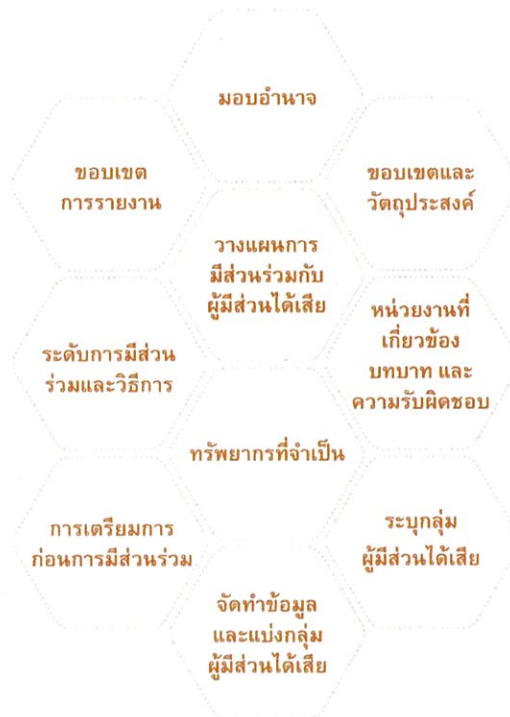 มอบอำนาจ
ขอบเขต
การรายงาน
ขอบเขตและ
วัตถุประสงค์
วางแผนการ
มีส่วนร่วมกับ
ผู้มีส่วนได้เสีย
หน่วยงานที่
เกี่ยวข้อง
บทบาท และ
ความรับผิดชอบ
ระดับการมีส่วน
ร่วมและวิธีการ
ทรัพยากรที่จำเป็น
การเตรียมการ
ก่อนการมีส่วนร่วม
ระบุกลุ่ม
ผู้มีส่วนได้เสีย
จัดทำข้อมูล
และแบ่งกลุ่ม
ผู้มีส่วนได้เสีย